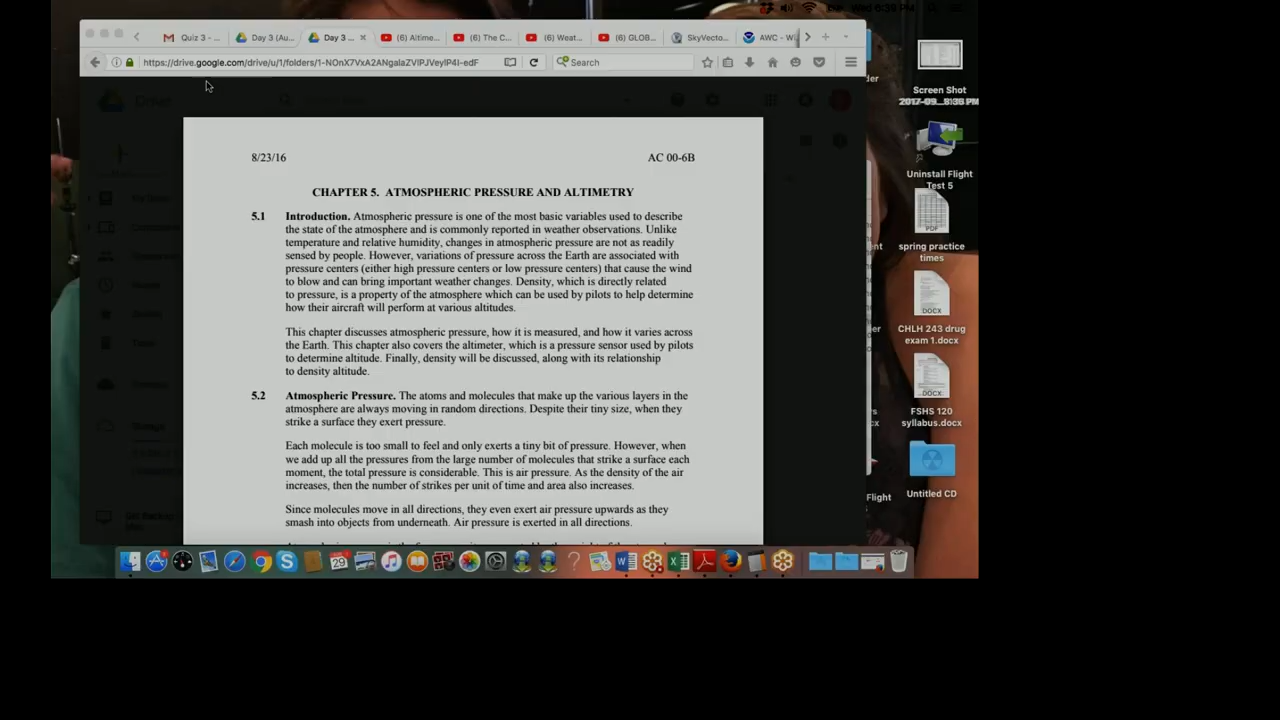 Wed 6:39 PM
Quiz 3 - ...
Day 3 (Au...
Day 3 ...
(6) Altime...
(6) The C...
(6) Weat...
(6) GLOB...
SkyVecto...
AWC - Wi
https://drive.google.com/drive/u/1/folders/
Search
Drive
8/23/16
AC 00-6B
CHAPTER 5. ATMOSPHERIC PRESSURE AND ALTIMETRY
5.1 Introduction. Atmospheric pressure is one of the most basic variables used to describe
the state of the atmosphere and is commonly reported in weather observations. Unlike
temperature and relative humidity, changes in atmospheric pressure are not as readily
sensed by people. However, variations of pressure across the Earth are associated with
pressure centers (either high pressure centers or low pressure centers) that cause the wind
to blow and can bring important weather changes. Density, which is directly related
to pressure, is a property of the atmosphere which can be used by pilots to help determine
how their aircraft will perform at various altitudes.
This chapter discusses atmospheric pressure, how it is measured, and how it varies across
the Earth. This chapter also covers the altimeter, which is a pressure sensor used by pilots
to determine altitude. Finally, density will be discussed, along with its relationship
to density altitude.
5.2 Atmospheric Pressure. The atoms and molecules that make up the various layers in the
atmosphere are always moving in random directions. Despite their tiny size, when they
strike a surface they exert pressure.
Each molecule is too small to feel and only exerts a tiny bit of pressure. However, when
we add up all the pressures from the large number of molecules that strike a surface each
moment, the total pressure is considerable. This is air pressure. As the density of the air
increases, then the number of strikes per unit of time and area also increases.
Since molecules move in all directions, they even exert air pressure upwards as they
smash into objects from underneath. Air pressure is exerted in all directions.
Screen Shot
2017-09...8:36 PM
Uninstall Flight
Test 5
PDF
spring practice
times
DOCX
CHLH 243 drug
exam 1.docx
DOCX
FSHS 120
syllabus.docx
Untitled CD
Flight
29